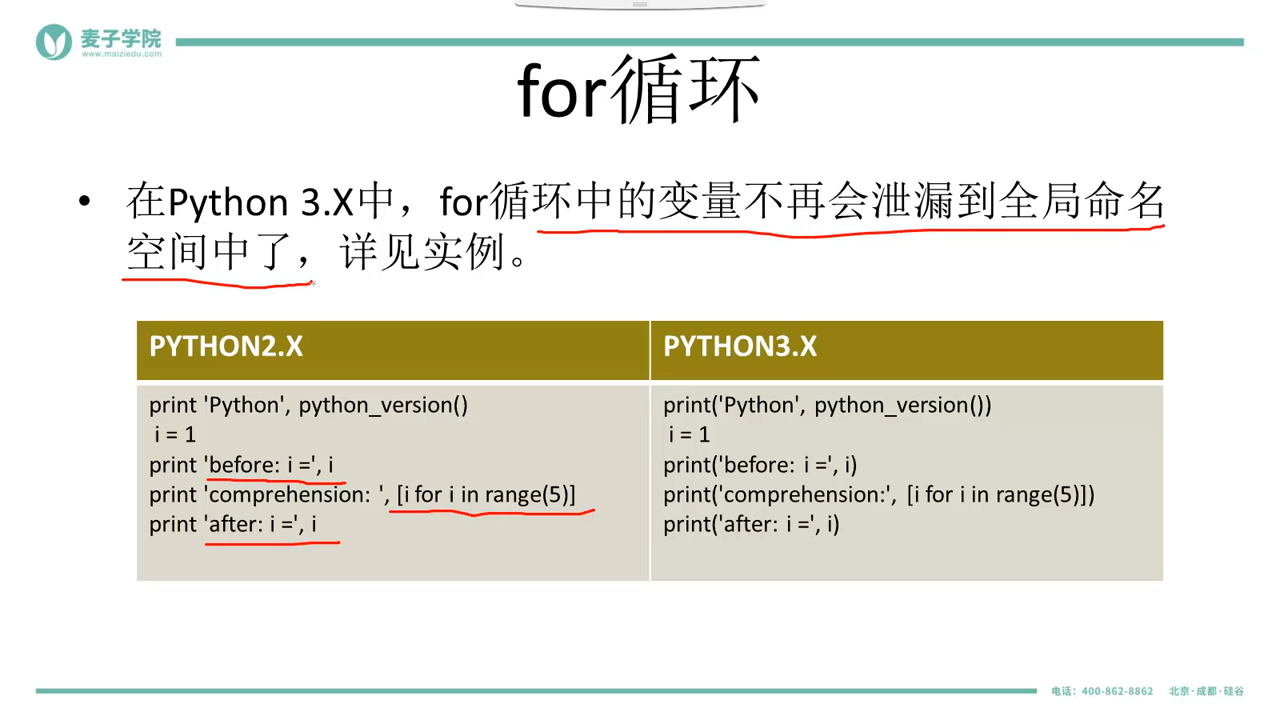 麦子学院
www.maiziedu.com
for循环
• 在Python 3.X中，for循环中的变量不再会泄漏到全局命名
空间中了，详见实例。
PYTHON2.X
print 'Python', python_version()
i = 1
print 'before: i =', i
print 'comprehension: ', [i for i in range(5)]
print 'after: i =', i
PYTHON3.X
print('Python', python_version())
i = 1
print('before: i =', i)
print('comprehension:', [i for i in range(5)])
print('after: i =', i)
电话：400-862-8862 北京·成都·硅谷